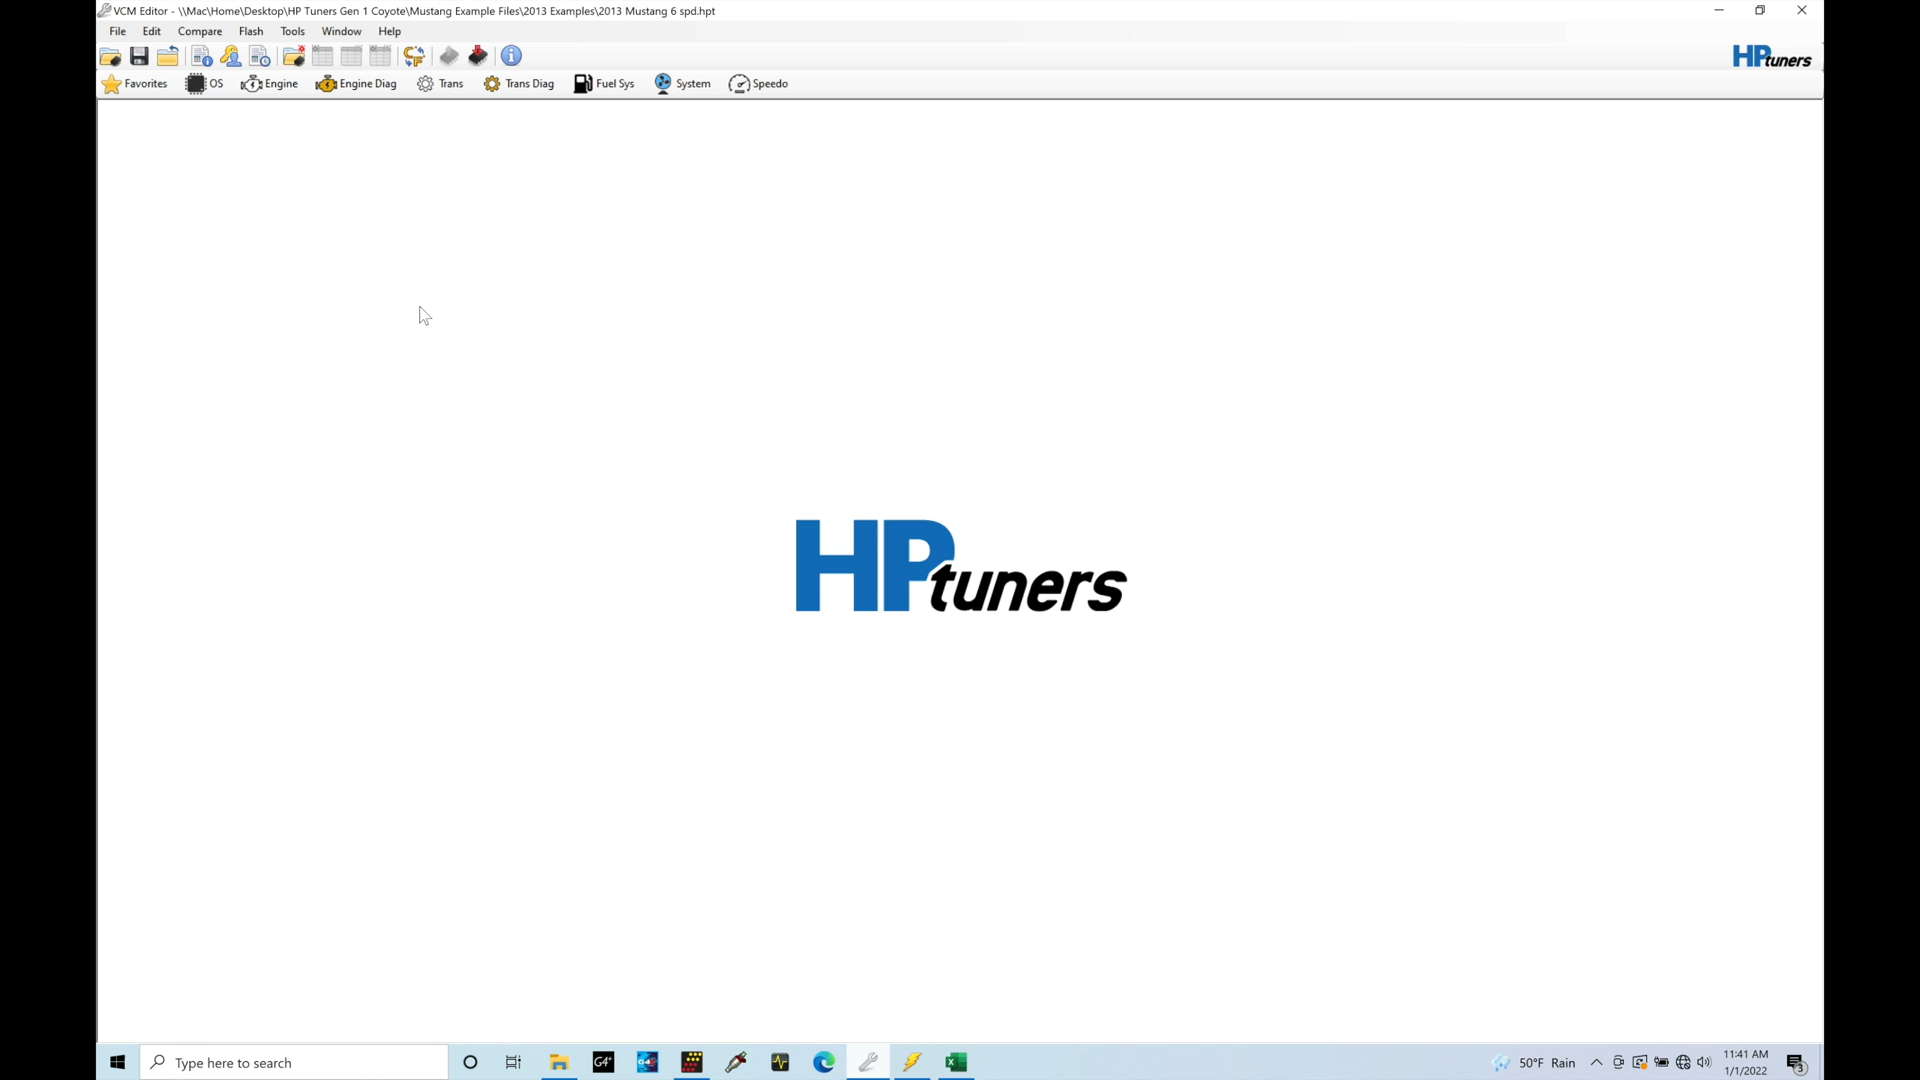 VCM Editor - \\Mac\Home\Desktop\HP Tuners Gen 1 Coyote\Mustang Example Files\2013 Examples\2013 Mustang 6 spd.hpt
File Edit Compare Flash Tools Window Help
HPtuners
Favorites OS Engine Engine Diag Trans Trans Diag Fuel Sys System Speedo
HPtuners
Type here to search
G4+
50°F Rain
11:41 AM
1/1/2022
3